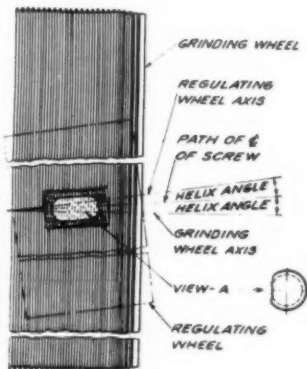 GRINDING WHEEL
REGULATING
WHEEL AXIS
PATH OF ℄
OF SCREW
HELIX ANGLE
HELIX ANGLE
GRINDING
WHEEL AXIS
VIEW-A
REGULATING
WHEEL